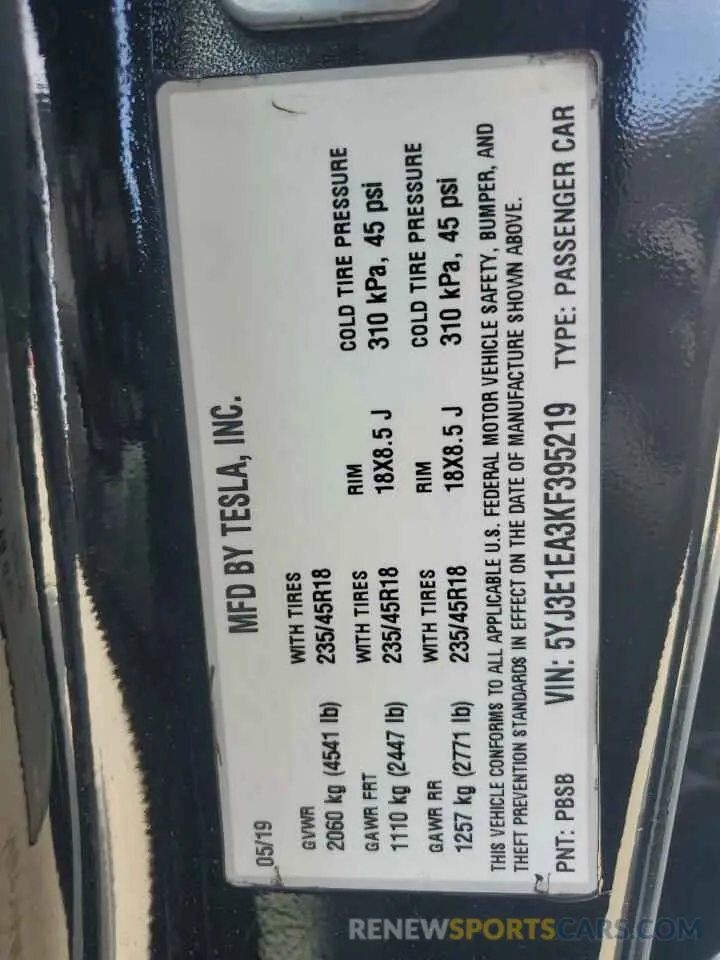 05/19 MFD BY TESLA, INC.
GVWR WITH TIRES
2060 kg (4541 lb) 235/45R18 COLD TIRE PRESSURE
GAWR FRT WITH TIRES RIM 310 kPa, 45 psi
1110 kg (2447 lb) 235/45R18 18X8.5 J
GAWR RR WITH TIRES RIM COLD TIRE PRESSURE
1257 kg (2771 lb) 235/45R18 18X8.5 J 310 kPa, 45 psi
THIS VEHICLE CONFORMS TO ALL APPLICABLE U.S. FEDERAL MOTOR VEHICLE SAFETY, BUMPER, AND
THEFT PREVENTION STANDARDS IN EFFECT ON THE DATE OF MANUFACTURE SHOWN ABOVE.
PNT: PBSB VIN: 5YJ3E1EA3KF395219 TYPE: PASSENGER CAR
RENEWSPORTSCARS.COM